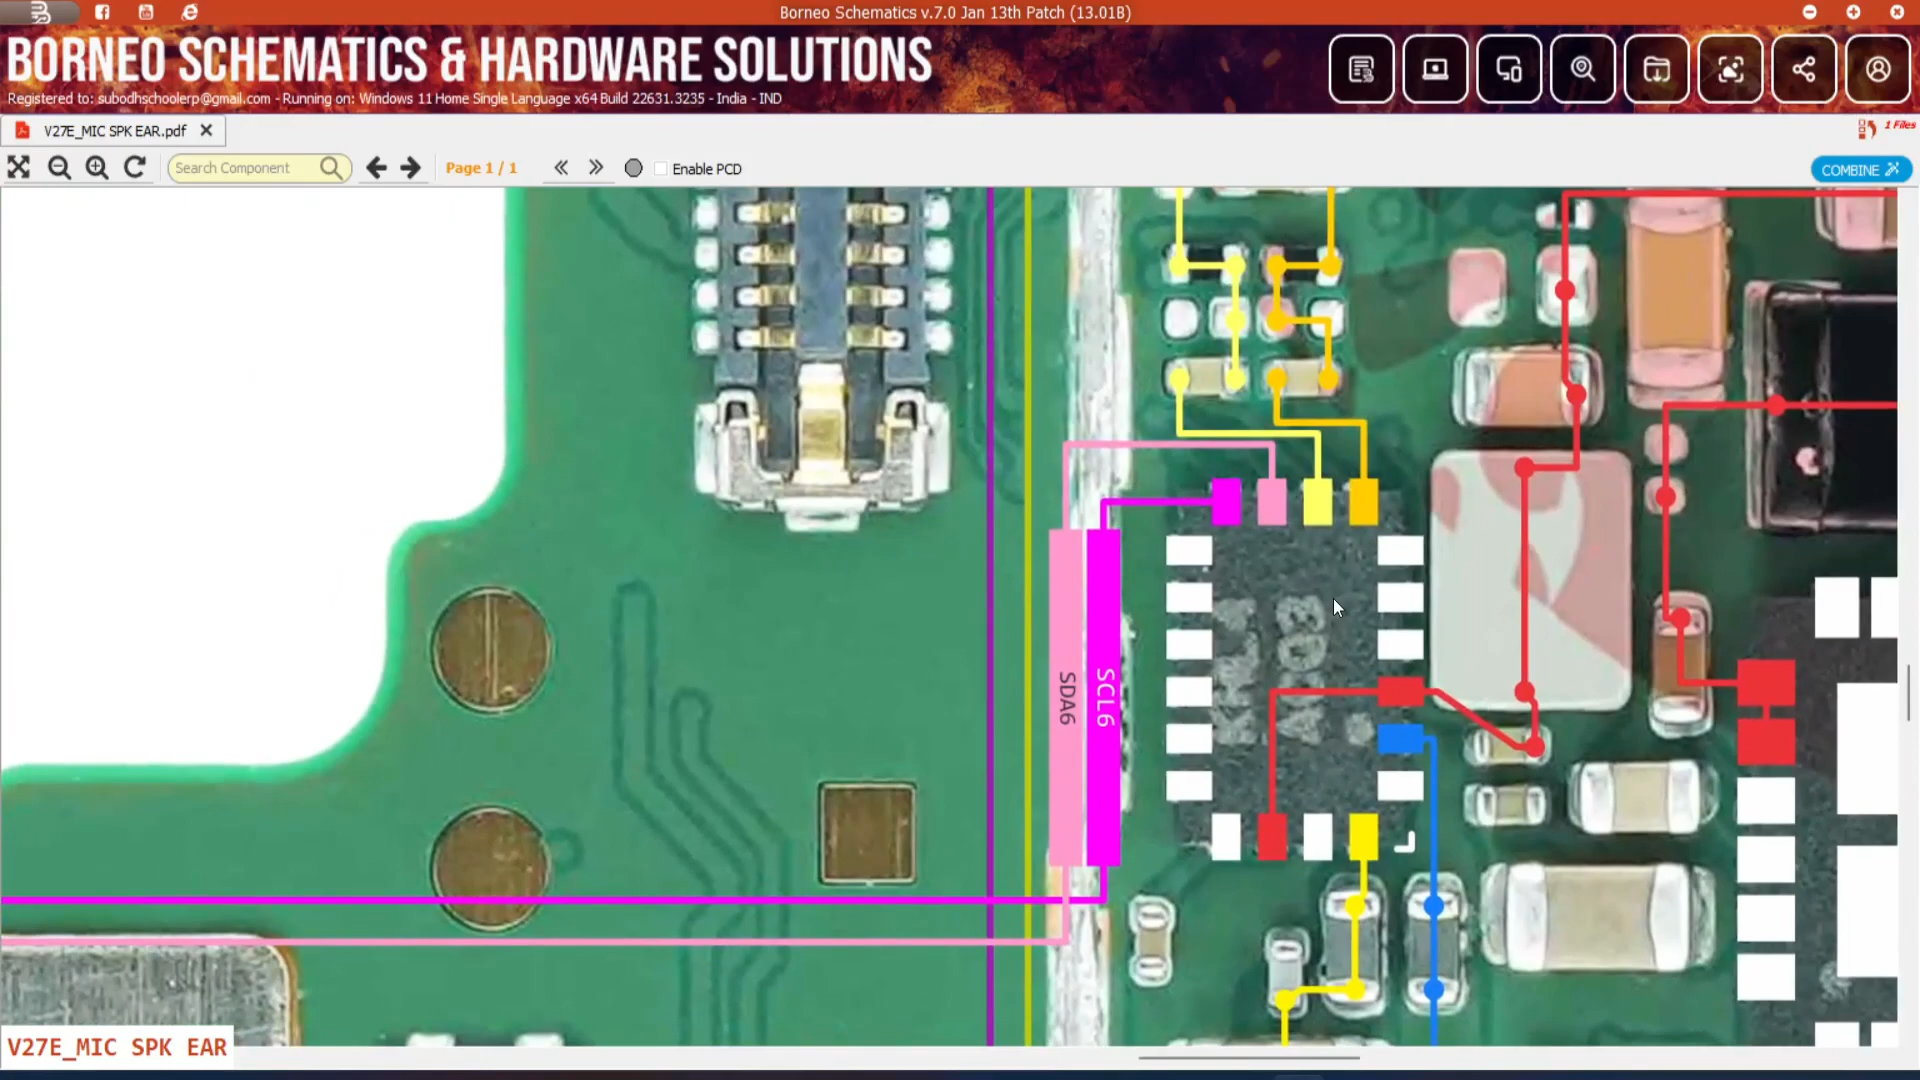 Borneo Schematics v.7.0 Jan 13th Patch (13.01B)
BORNEO SCHEMATICS & HARDWARE SOLUTIONS
Registered to: subodhschoolerp@gmail.com - Running on: Windows 11 Home Single Language x64 Build 22631.3235 - India - IND
V27E_MIC SPK EAR.pdf
1 Files
Search Component
Page 1 / 1
Enable PCD
COMBINE
SDA6
SCL6
V27E_MIC SPK EAR